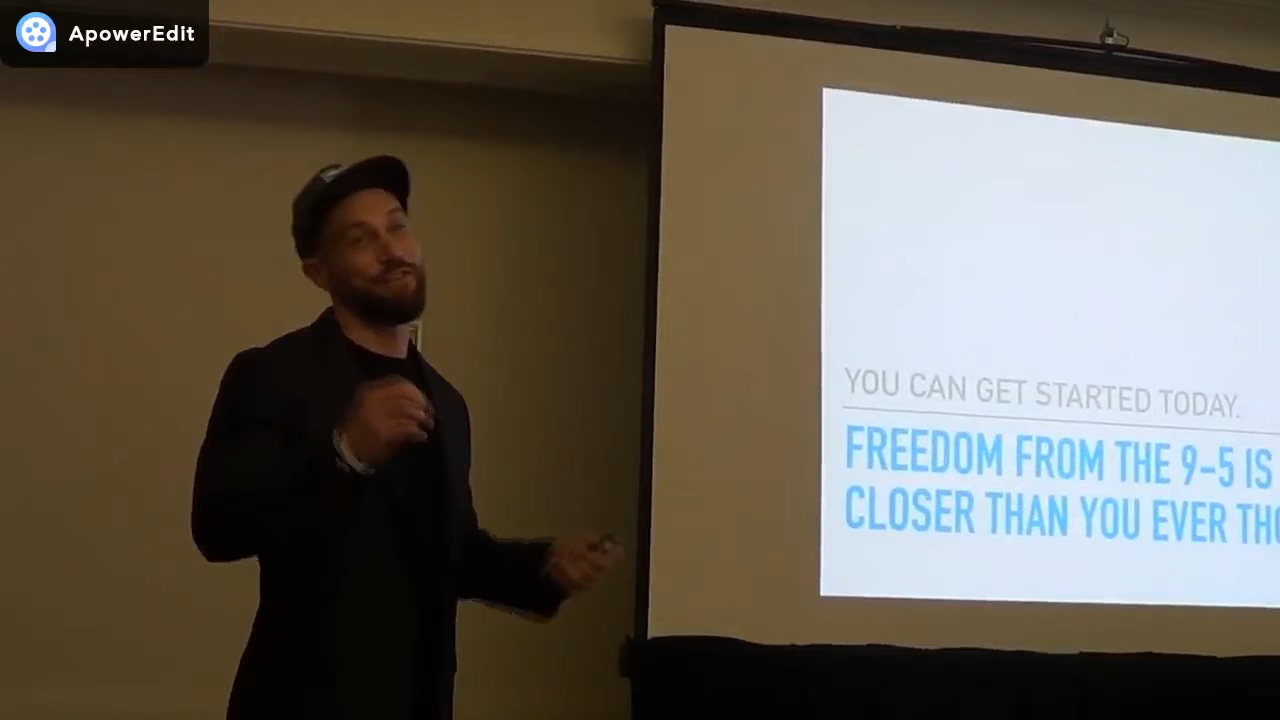 ApowerEdit
YOU CAN GET STARTED TODAY.
FREEDOM FROM THE 9-5 IS
CLOSER THAN YOU EVER